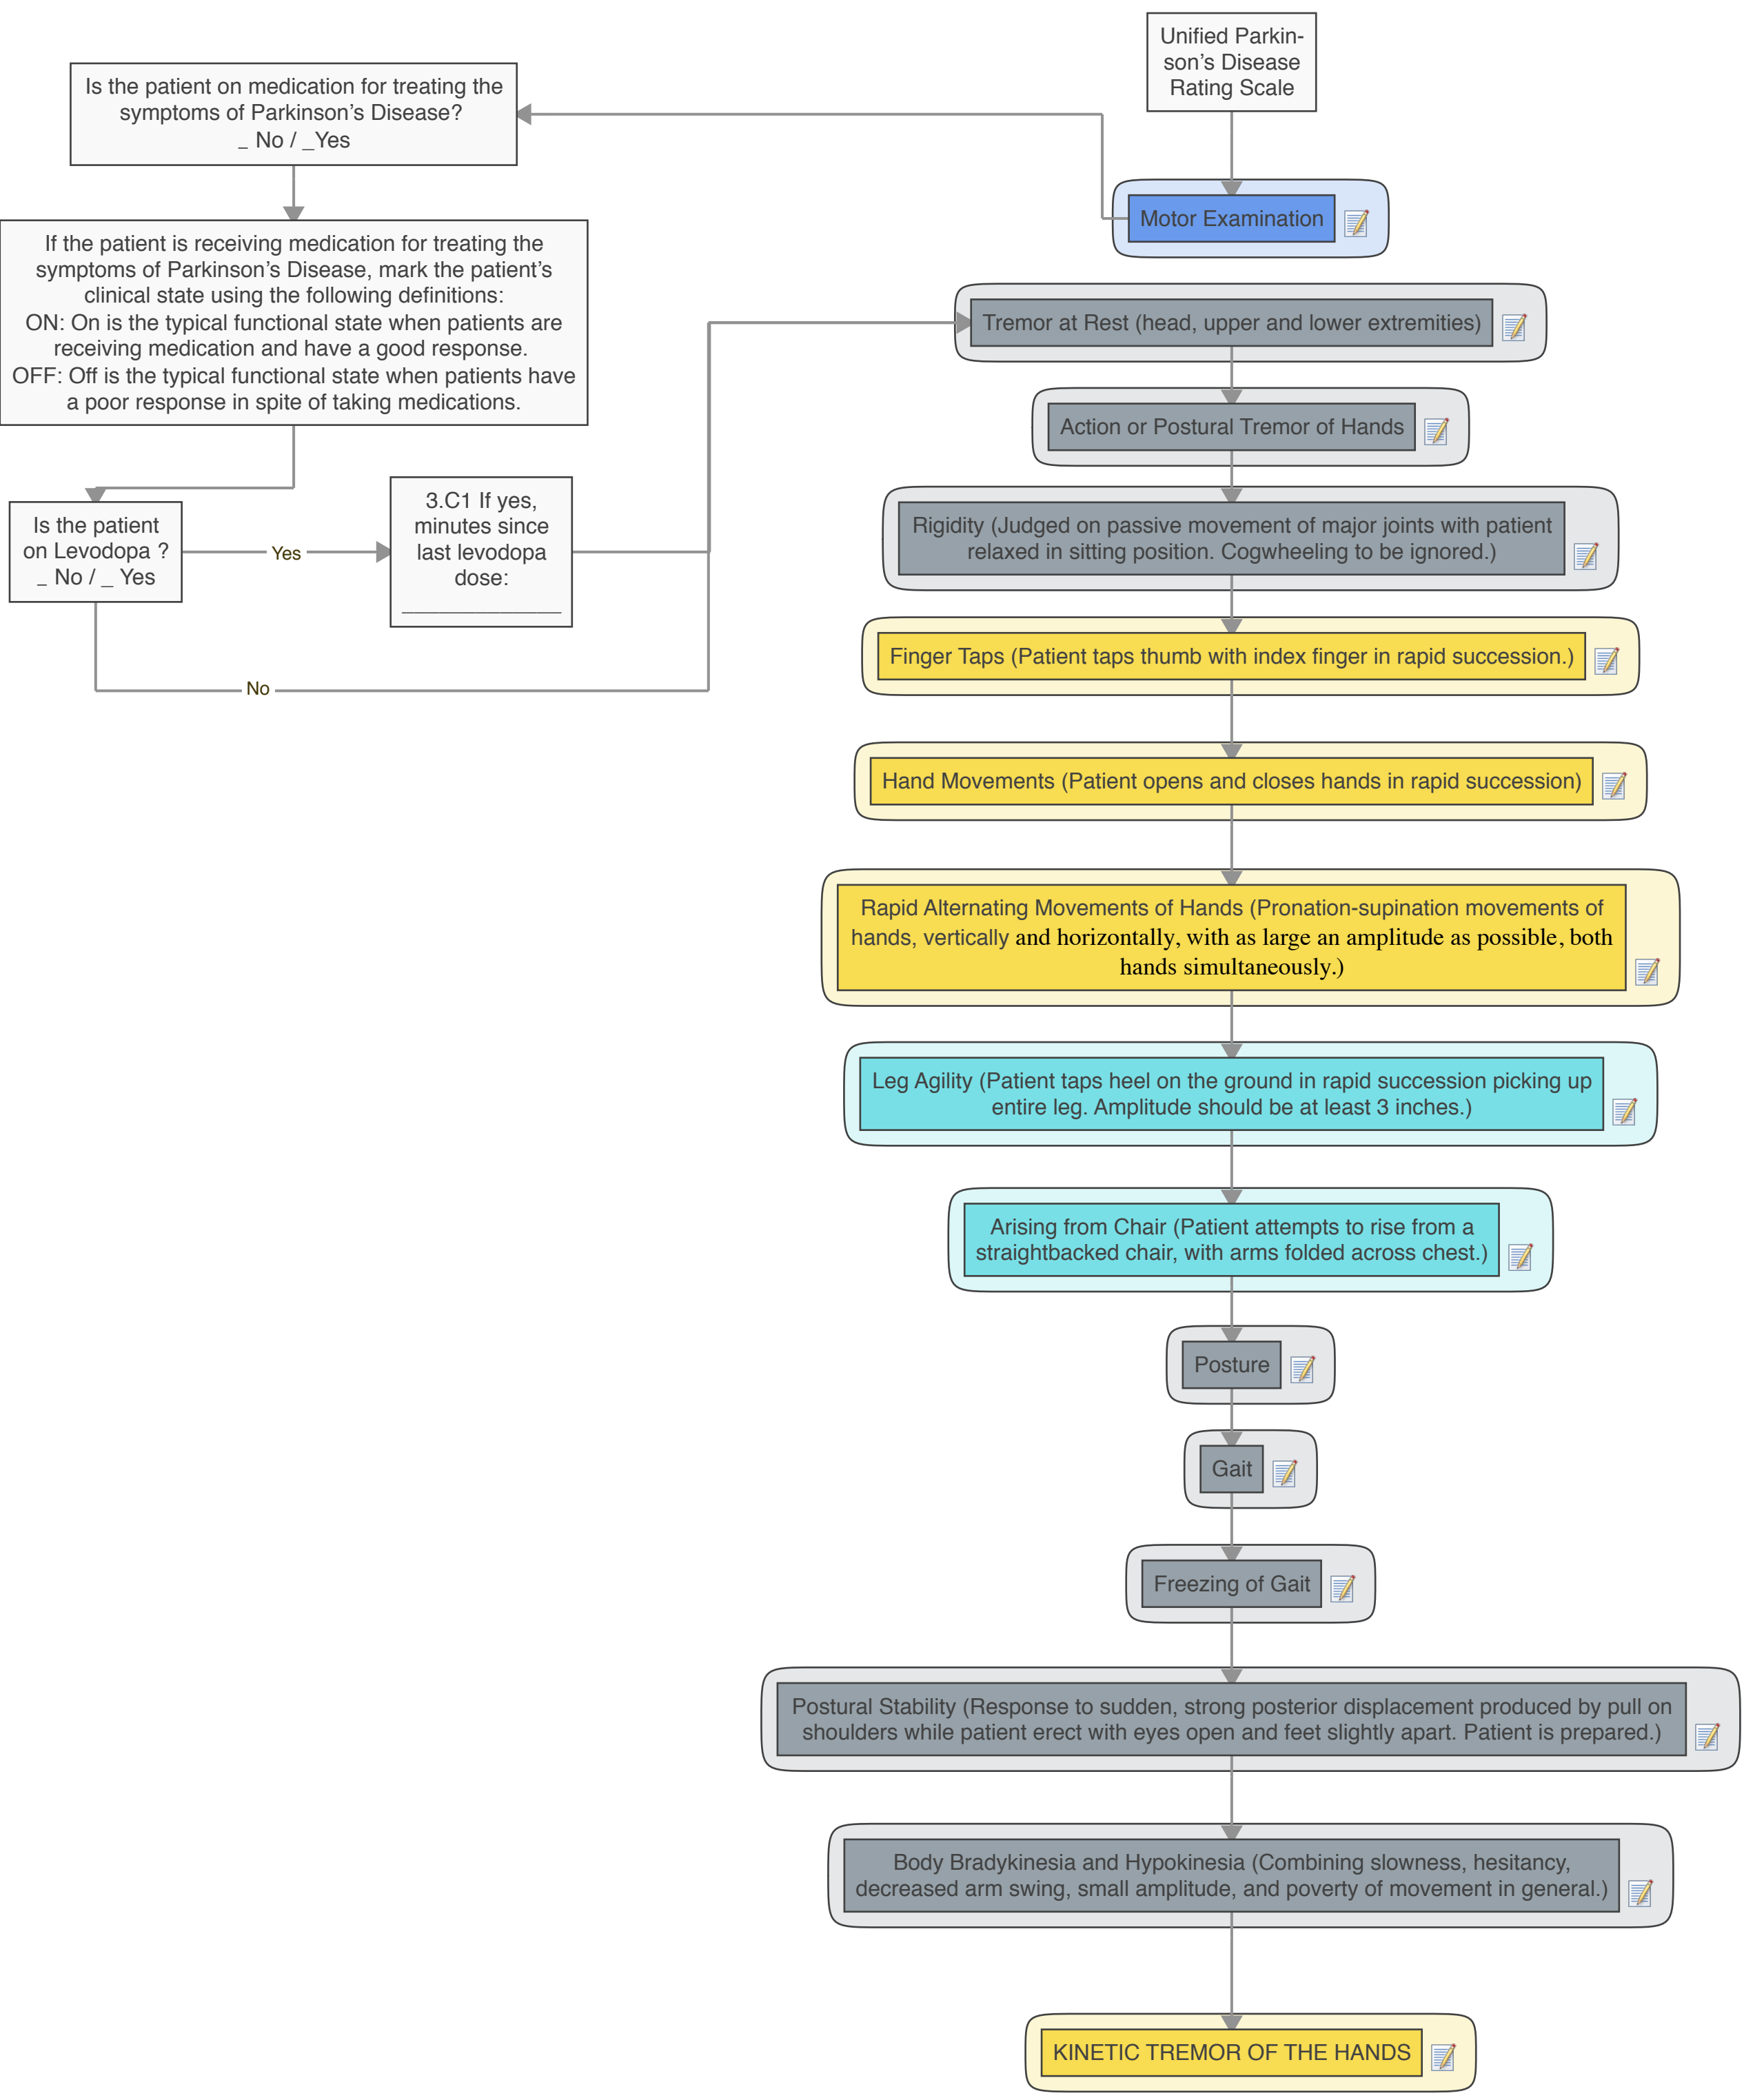 Unified Parkin-
son's Disease
Rating Scale
Motor Examination
Is the patient on medication for treating the
symptoms of Parkinson's Disease?
_ No / _Yes
If the patient is receiving medication for treating the
symptoms of Parkinson's Disease, mark the patient's
clinical state using the following definitions:
ON: On is the typical functional state when patients are
receiving medication and have a good response.
OFF: Off is the typical functional state when patients have
a poor response in spite of taking medications.
Is the patient
on Levodopa ?
_ No / _ Yes
Yes
No
3.C1 If yes,
minutes since
last levodopa
dose:
_____________
Tremor at Rest (head, upper and lower extremities)
Action or Postural Tremor of Hands
Rigidity (Judged on passive movement of major joints with patient
relaxed in sitting position. Cogwheeling to be ignored.)
Finger Taps (Patient taps thumb with index finger in rapid succession.)
Hand Movements (Patient opens and closes hands in rapid succession)
Rapid Alternating Movements of Hands (Pronation-supination movements of
hands, vertically and horizontally, with as large an amplitude as possible, both
hands simultaneously.)
Leg Agility (Patient taps heel on the ground in rapid succession picking up
entire leg. Amplitude should be at least 3 inches.)
Arising from Chair (Patient attempts to rise from a
straightbacked chair, with arms folded across chest.)
Posture
Gait
Freezing of Gait
Postural Stability (Response to sudden, strong posterior displacement produced by pull on
shoulders while patient erect with eyes open and feet slightly apart. Patient is prepared.)
Body Bradykinesia and Hypokinesia (Combining slowness, hesitancy,
decreased arm swing, small amplitude, and poverty of movement in general.)
KINETIC TREMOR OF THE HANDS